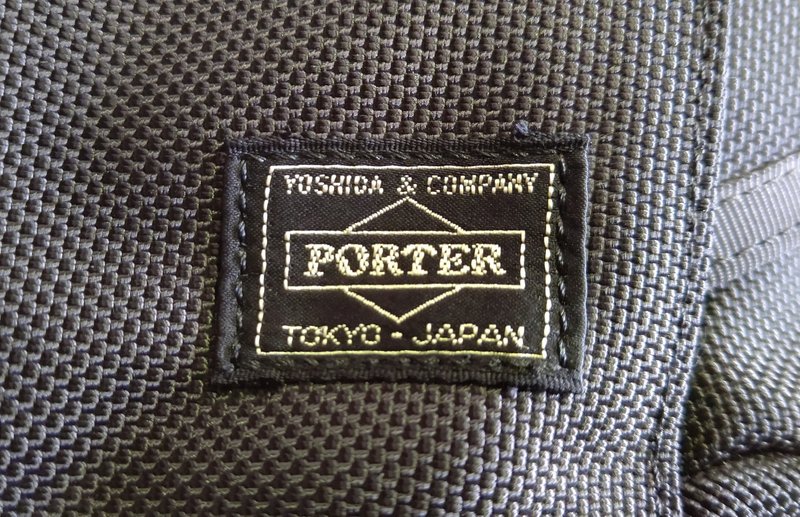 YOSHIDA & COMPANY
PORTER
TOKYO - JAPAN